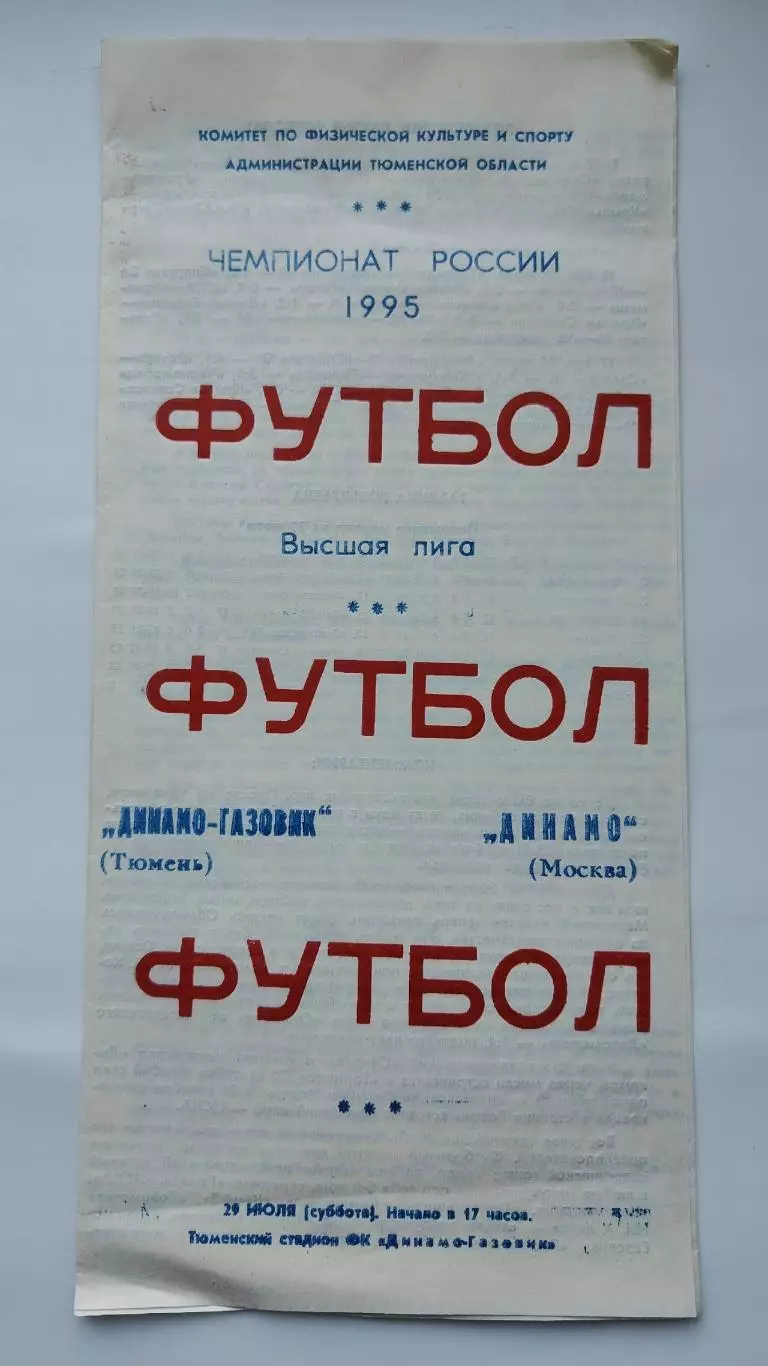 КОМИТЕТ ПО ФИЗИЧЕСКОЙ КУЛЬТУРЕ И СПОРТУ
АДМИНИСТРАЦИИ ТЮМЕНСКОЙ ОБЛАСТИ
* * *
ЧЕМПИОНАТ РОССИИ
1995
ФУТБОЛ
Высшая лига
* * *
ФУТБОЛ
„ДИНАМО-ГАЗОВИК“ „ДИНАМО“
(Тюмень) (Москва)
ФУТБОЛ
* * *
29 ИЮЛЯ (суббота). Начало в 17 часов.
Тюменский стадион ФК «Динамо-Газовик»